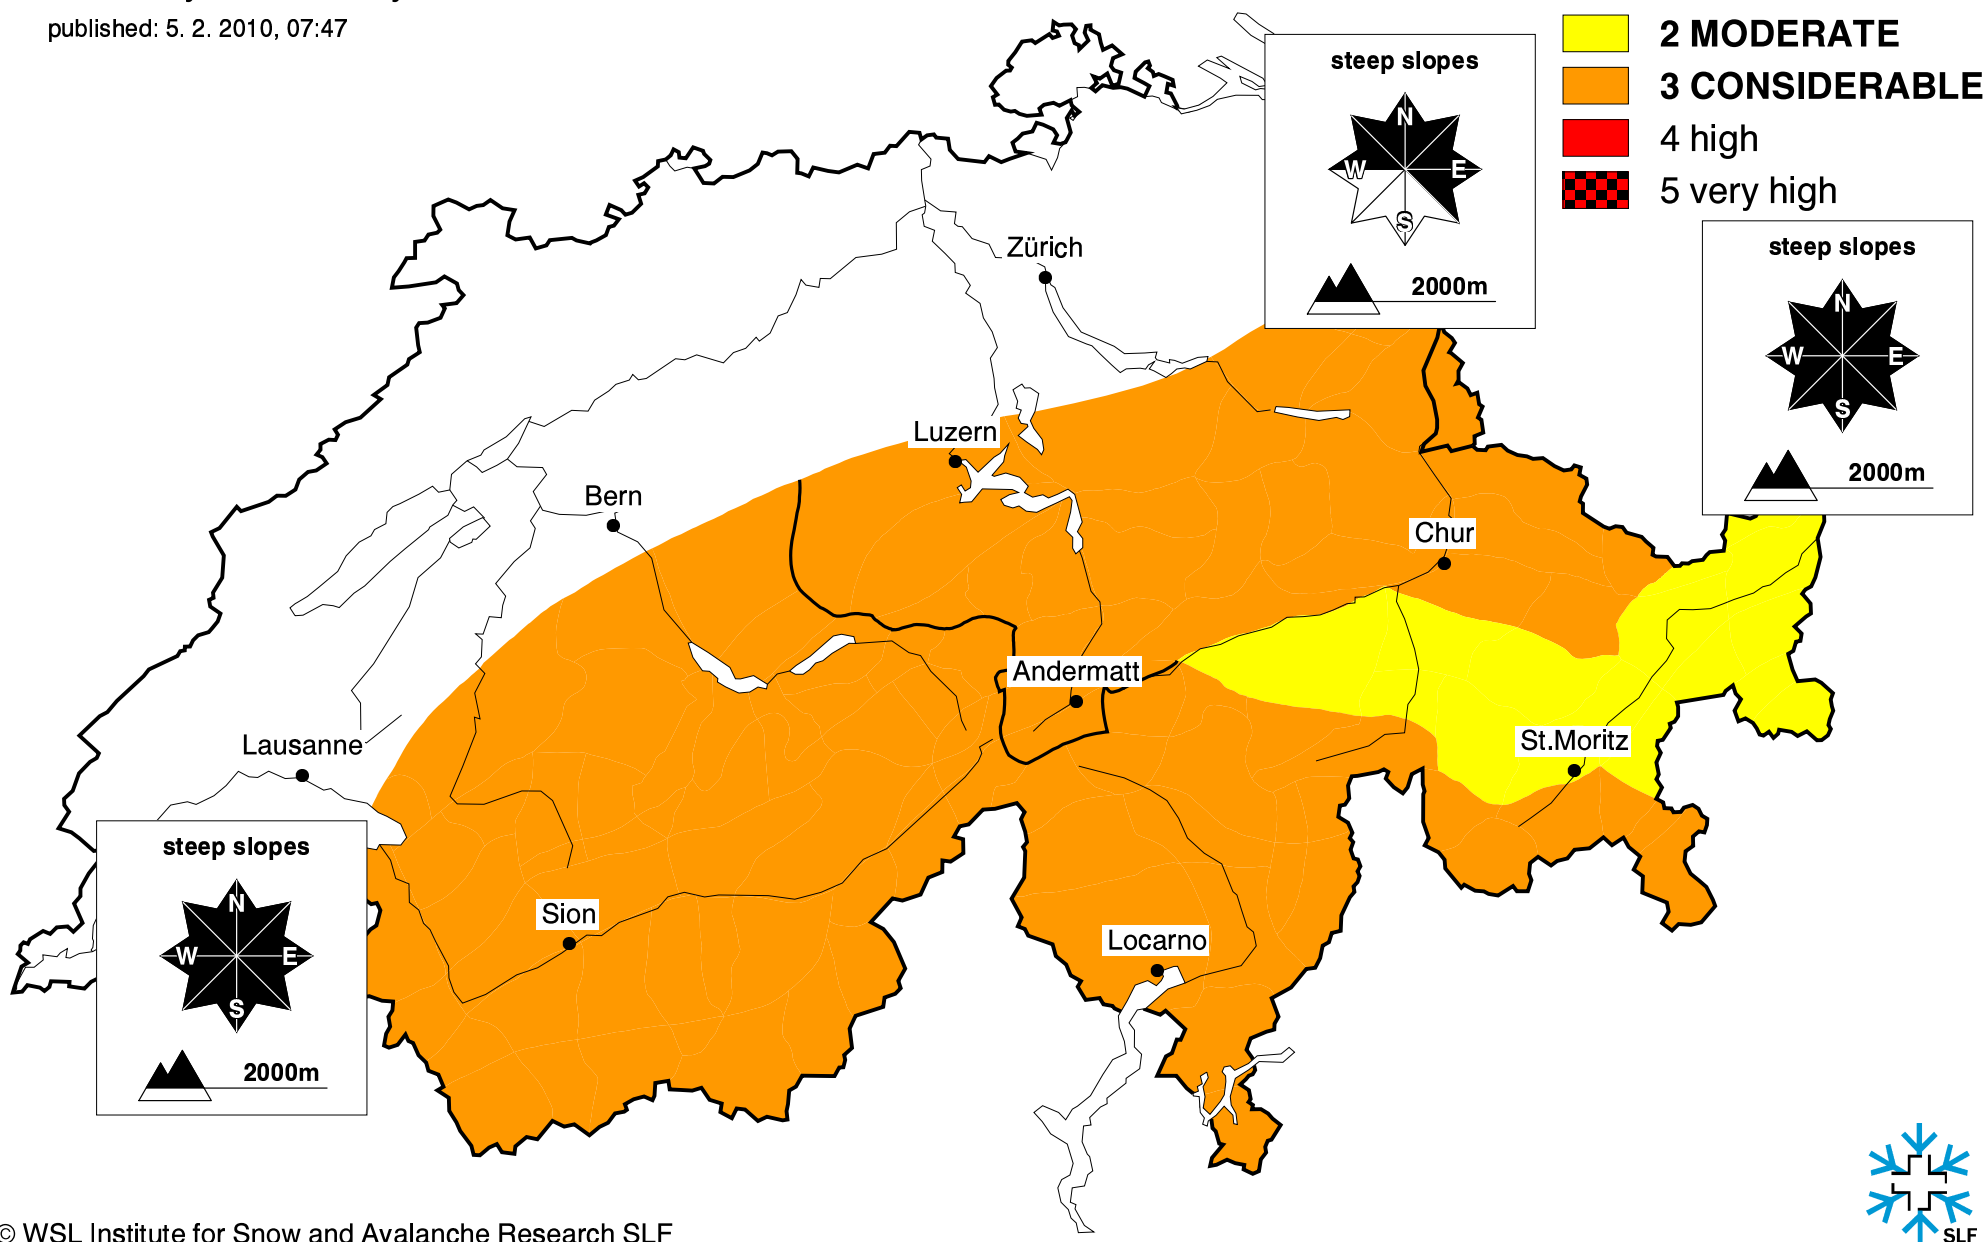 published: 5. 2. 2010, 07:47
2 MODERATE
3 CONSIDERABLE
4 high
5 very high
steep slopes
N
W E
S
2000m
steep slopes
N
W E
S
2000m
Zürich
Luzern
Bern
Chur
Andermatt
Lausanne
St.Moritz
steep slopes
N
W E
S
2000m
Sion
Locarno
© WSL Institute for Snow and Avalanche Research SLF
SLF